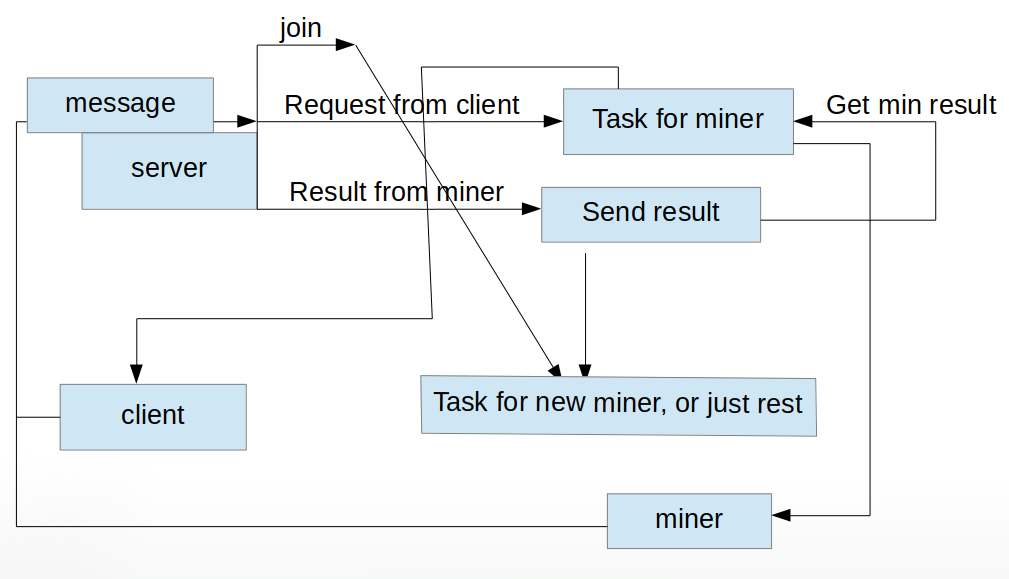 join
message
Request from client
Task for miner
Get min result
server
Result from miner
Send result
client
Task for new miner, or just rest
miner